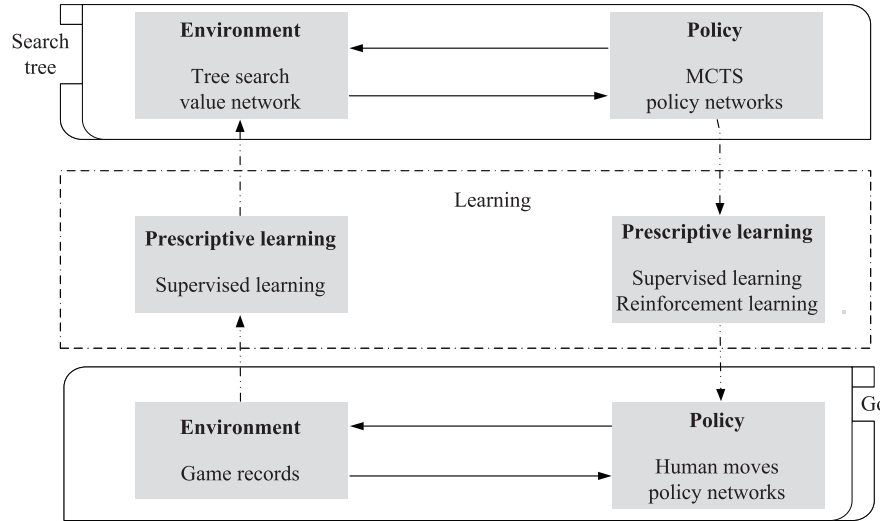 Search
tree
Environment
Tree search
value network
Policy
MCTS
policy networks
Learning
Prescriptive learning
Supervised learning
Prescriptive learning
Supervised learning
Reinforcement learning
Environment
Game records
Policy
Human moves
policy networks